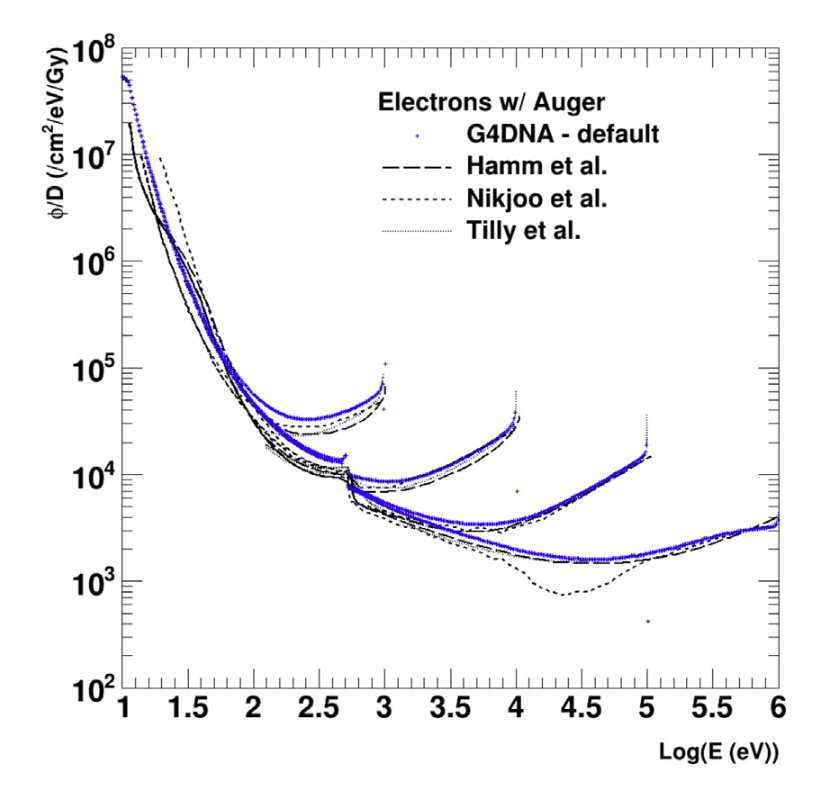 ϕ/D (/cm²/eV/Gy)
10⁸
10⁷
10⁶
10⁵
10⁴
10³
10²
Electrons w/ Auger
G4DNA - default
Hamm et al.
Nikjoo et al.
Tilly et al.
1 1.5 2 2.5 3 3.5 4 4.5 5 5.5 6
Log(E (eV))